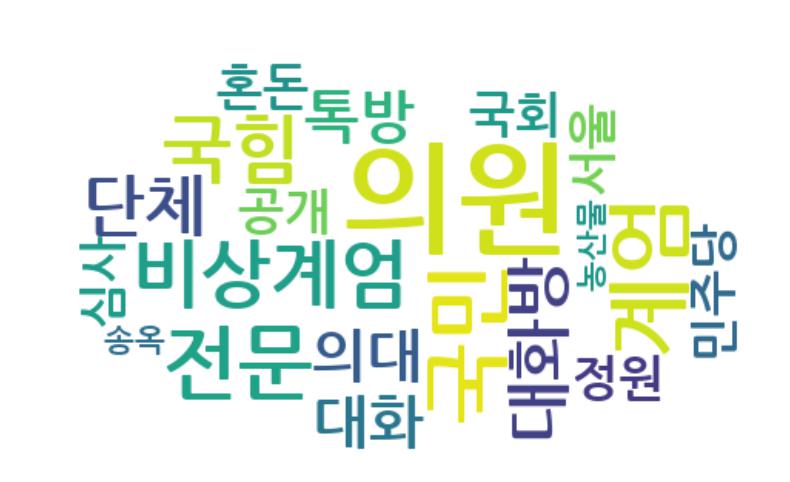 혼돈
톡방
국회
서울
국힘
의원
단체
공개
농산물
계엄
비상계엄
심사
국민
대화방
민주당
송옥
전문
의대
정원
대화